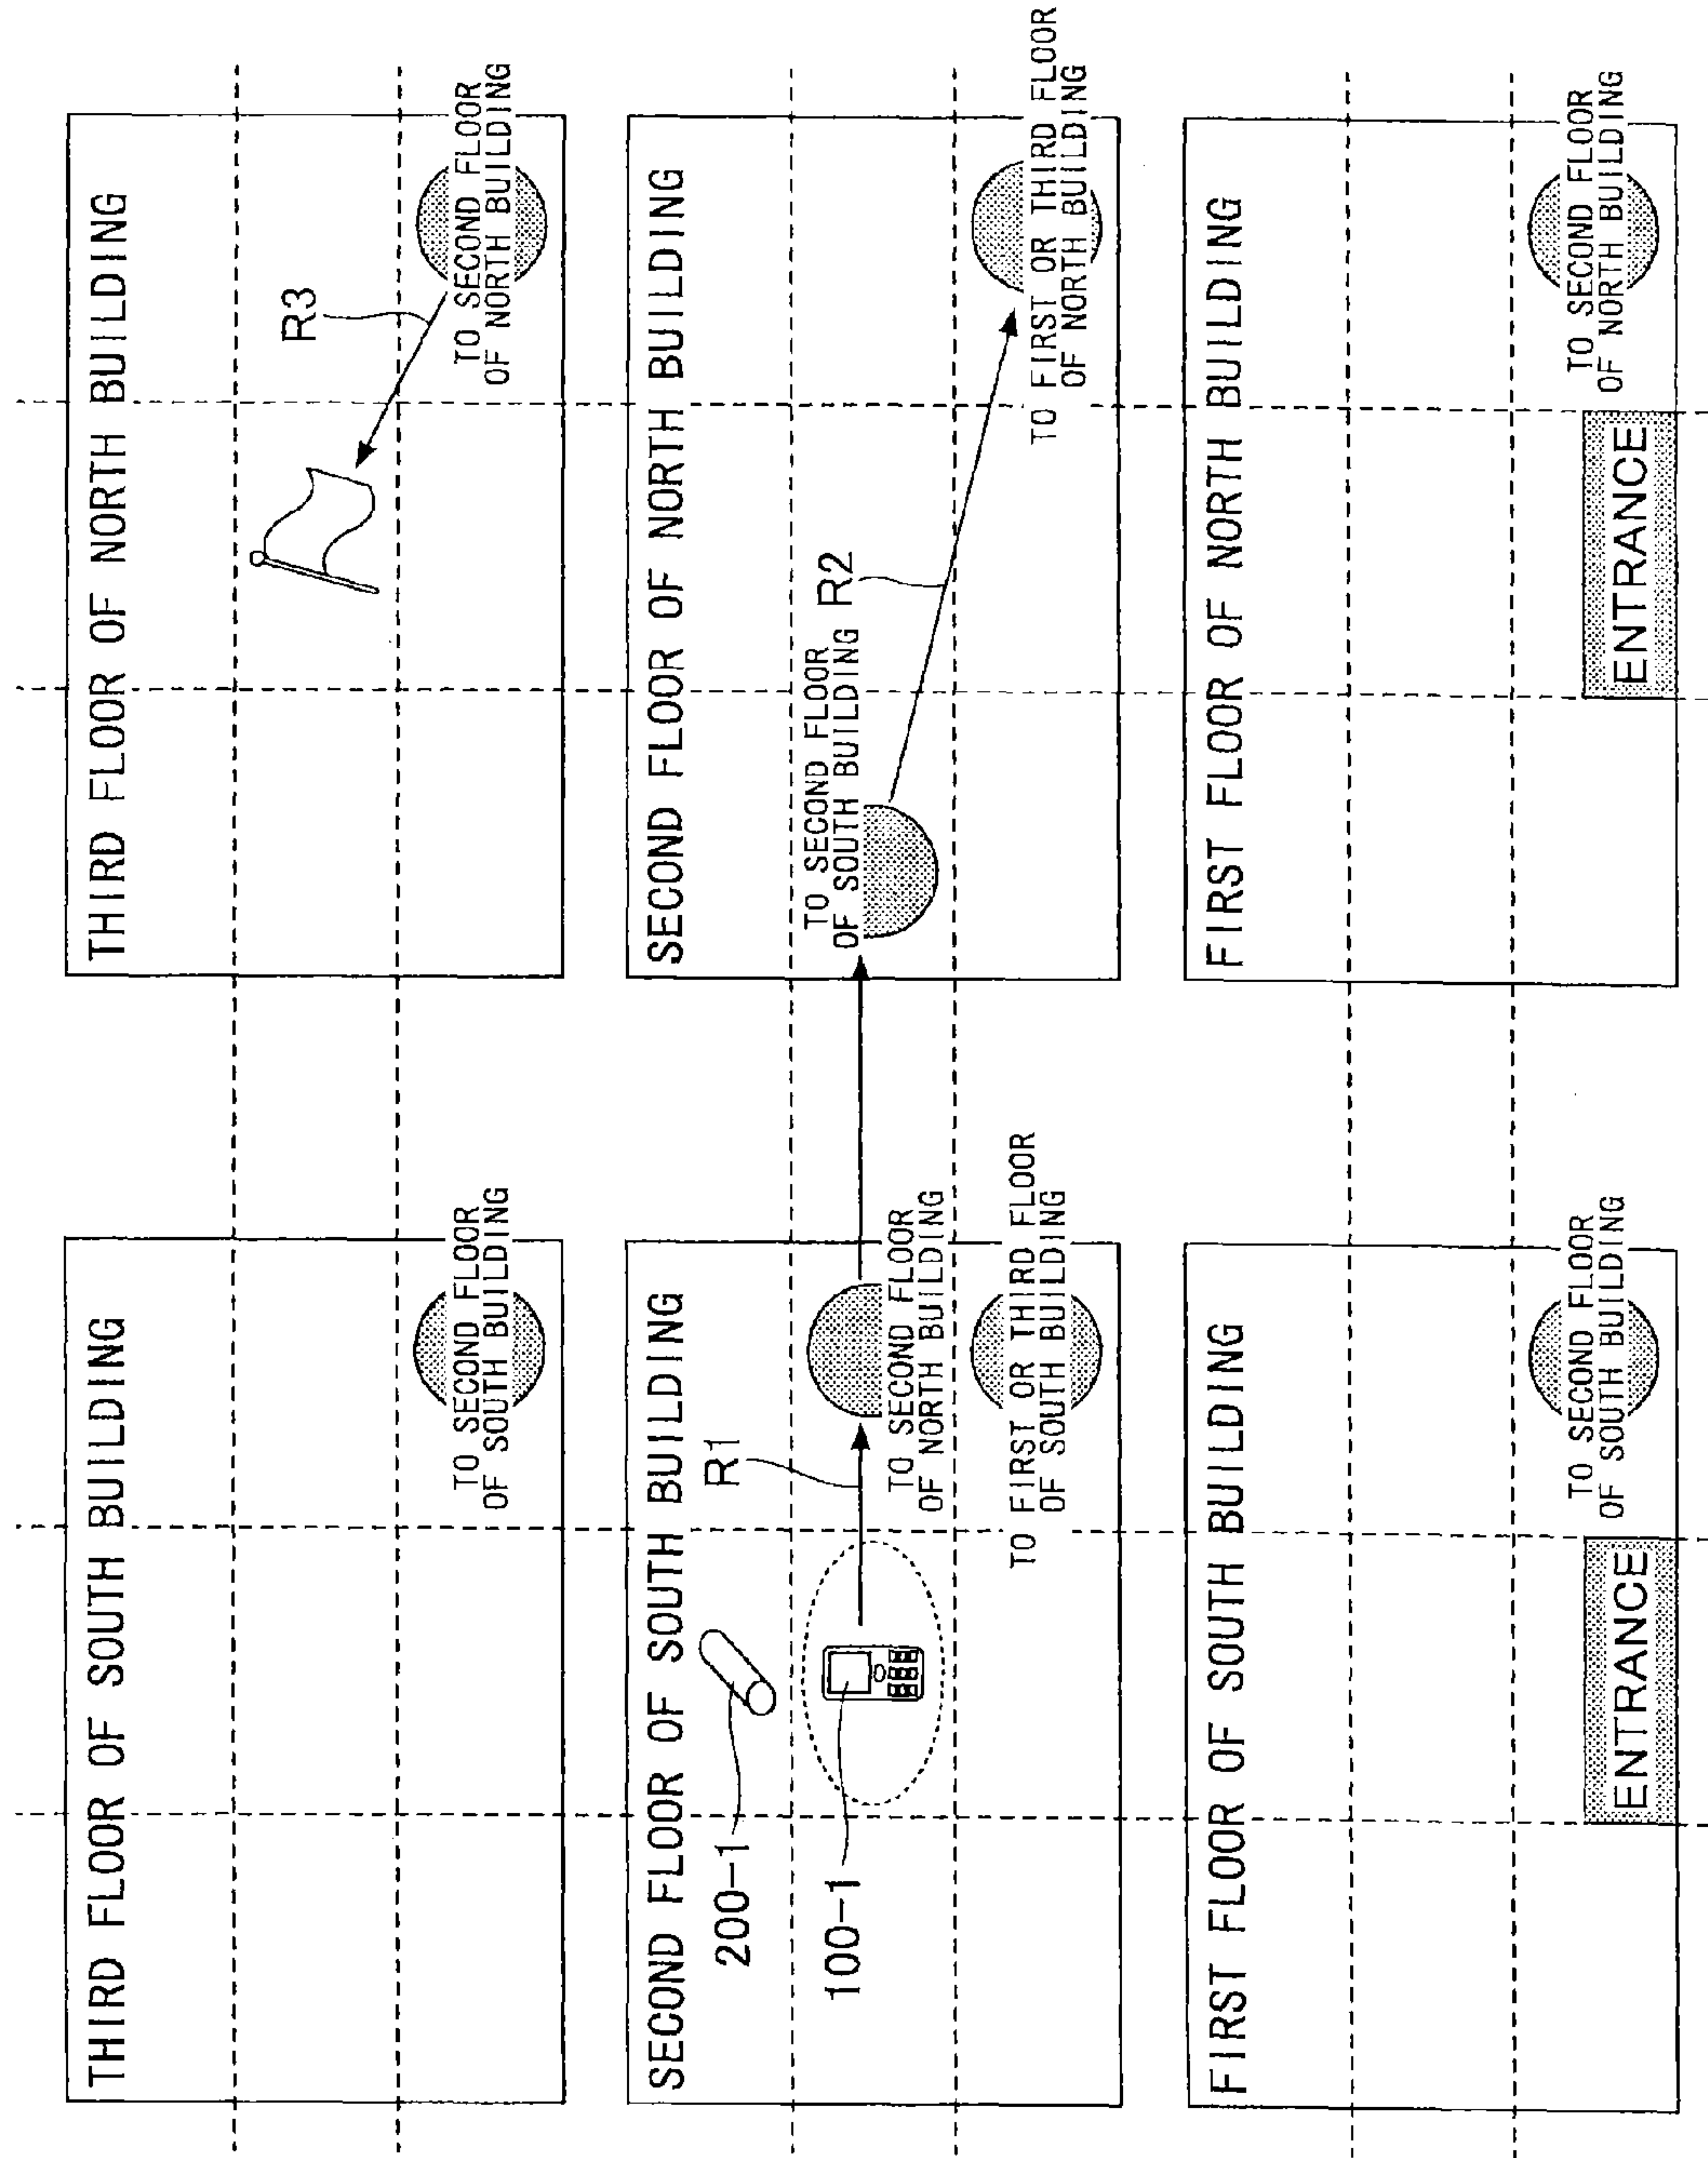 THIRD FLOOR OF SOUTH BUILDING
TO SECOND FLOOR
OF SOUTH BUILDING
THIRD FLOOR OF NORTH BUILDING
R3
TO SECOND FLOOR
OF NORTH BUILDING
SECOND FLOOR OF SOUTH BUILDING
200-1
R1
100-1
TO SECOND FLOOR
OF NORTH BUILDING
TO FIRST OR THIRD FLOOR
OF SOUTH BUILDING
SECOND FLOOR OF NORTH BUILDING
TO SECOND FLOOR
OF SOUTH BUILDING
R2
TO FIRST OR THIRD FLOOR
OF NORTH BUILDING
FIRST FLOOR OF SOUTH BUILDING
TO SECOND FLOOR
OF SOUTH BUILDING
ENTRANCE
FIRST FLOOR OF NORTH BUILDING
TO SECOND FLOOR
OF NORTH BUILDING
ENTRANCE